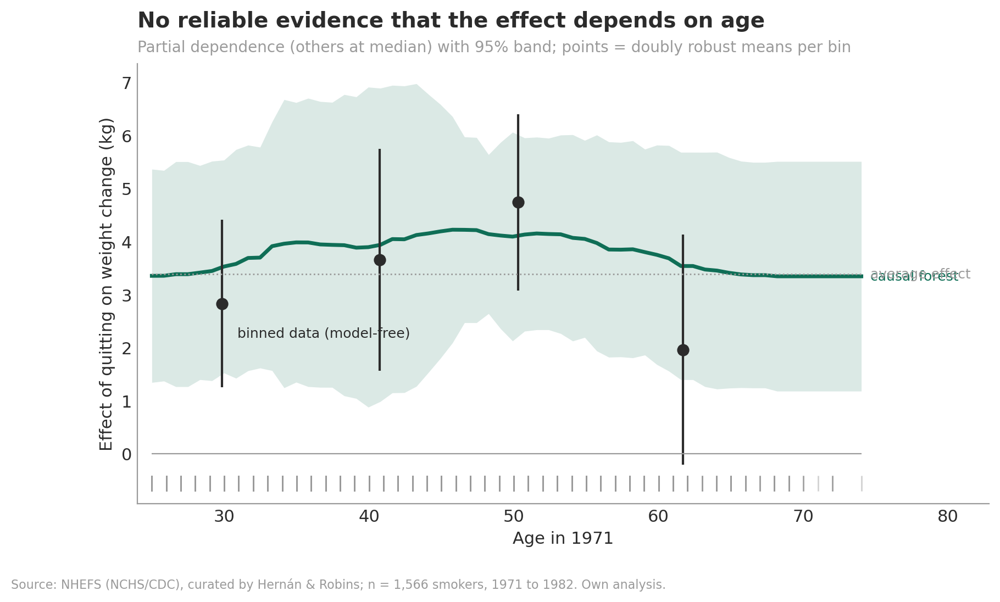 No reliable evidence that the effect depends on age
Partial dependence (others at median) with 95% band; points = doubly robust means per bin
Effect of quitting on weight change (kg)
7
6
5
4
3
2
1
0
average effect
causal forest
binned data (model-free)
30
40
50
60
70
80
Age in 1971
Source: NHEFS (NCHS/CDC), curated by Hernán & Robins; n = 1,566 smokers, 1971 to 1982. Own analysis.